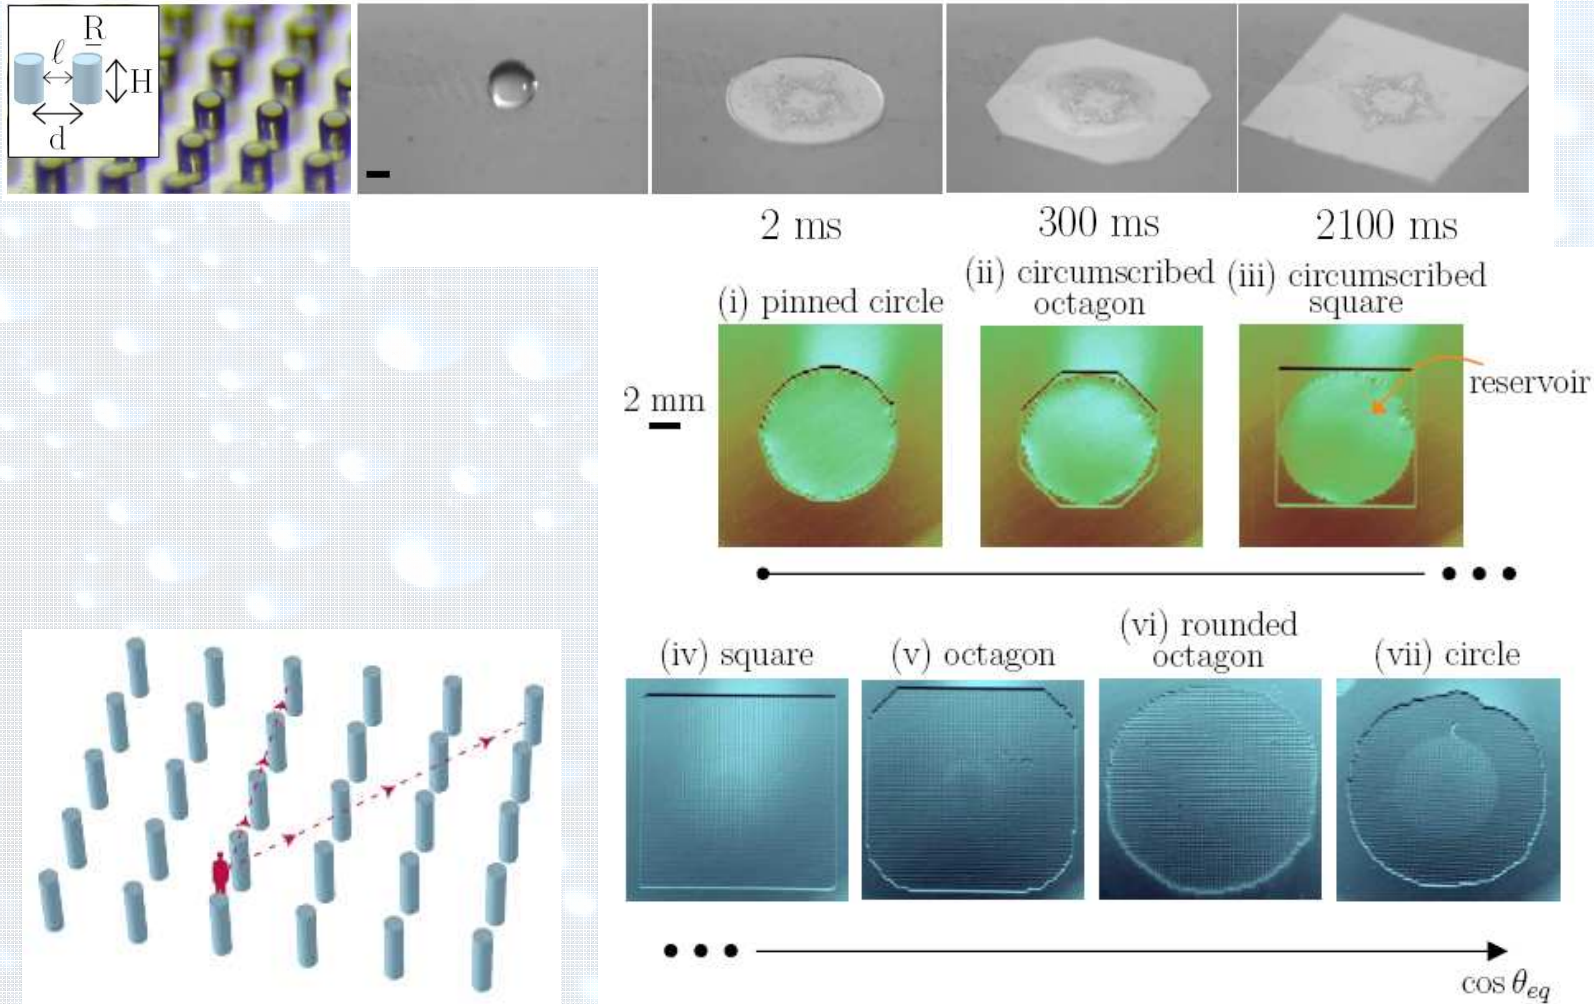 R
ℓ
H
d
2 ms
300 ms
2100 ms
(i) pinned circle
(ii) circumscribed
octagon
(iii) circumscribed
square
2 mm
reservoir
(iv) square
(v) octagon
(vi) rounded
octagon
(vii) circle
cos θeq